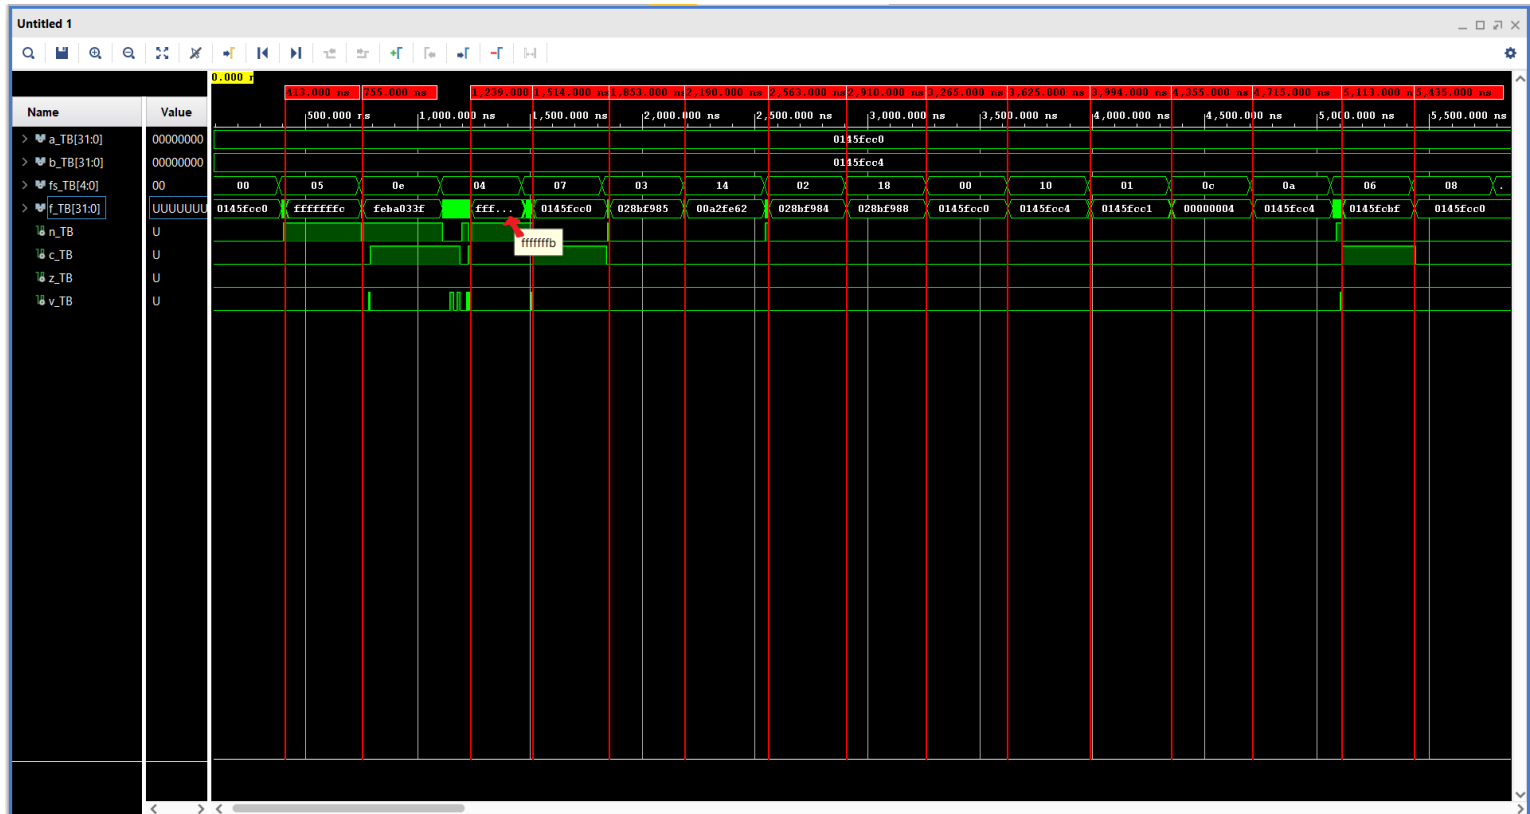 Untitled 1
0.000 n
413.000 ns 755.000 ns 1,239.000 1,514.000 ns 1,853.000 ns 2,190.000 ns 2,563.000 ns 2,910.000 ns 3,265.000 ns 3,625.000 ns 3,994.000 ns 4,355.000 ns 4,715.000 ns 5,113.000 n 5,435.000 ns
Name Value 500.000 ns 1,000.000 ns 1,500.000 ns 2,000.000 ns 2,500.000 ns 3,000.000 ns 3,500.000 ns 4,000.000 ns 4,500.000 ns 5,000.000 ns 5,500.000 ns
a_TB[31:0] 00000000 0145fcc0
b_TB[31:0] 00000000 0145fcc4
fs_TB[4:0] 00 00 05 0e 04 07 03 14 02 18 00 10 01 0c 0a 06 08 .
f_TB[31:0] UUUUUUU 0145fcc0 fffffffc feba033f fff... 0145fcc0 028bf985 00a2fe62 028bf984 028bf988 0145fcc0 0145fcc4 0145fcc1 00000004 0145fcc4 0145fcbf 0145fcc0
n_TB U
fffffffb
c_TB U
z_TB U
v_TB U